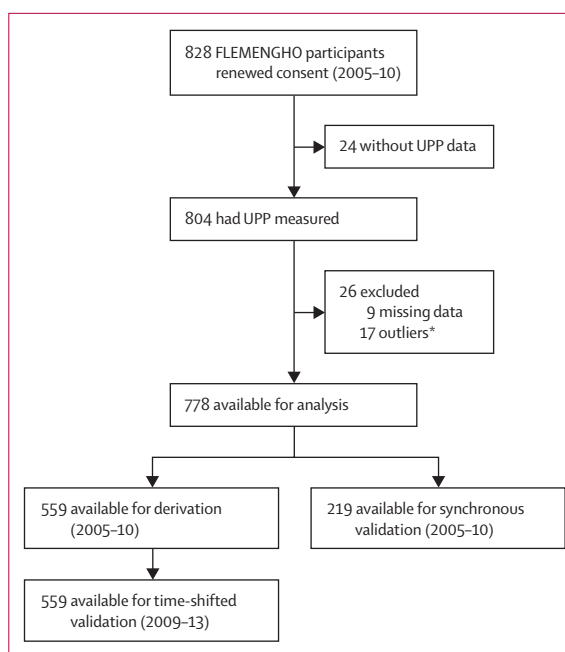 828 FLEMENGHO participants
renewed consent (2005–10)
24 without UPP data
804 had UPP measured
26 excluded
9 missing data
17 outliers*
778 available for analysis
559 available for derivation
(2005–10)
219 available for synchronous
validation (2005–10)
559 available for time-shifted
validation (2009–13)